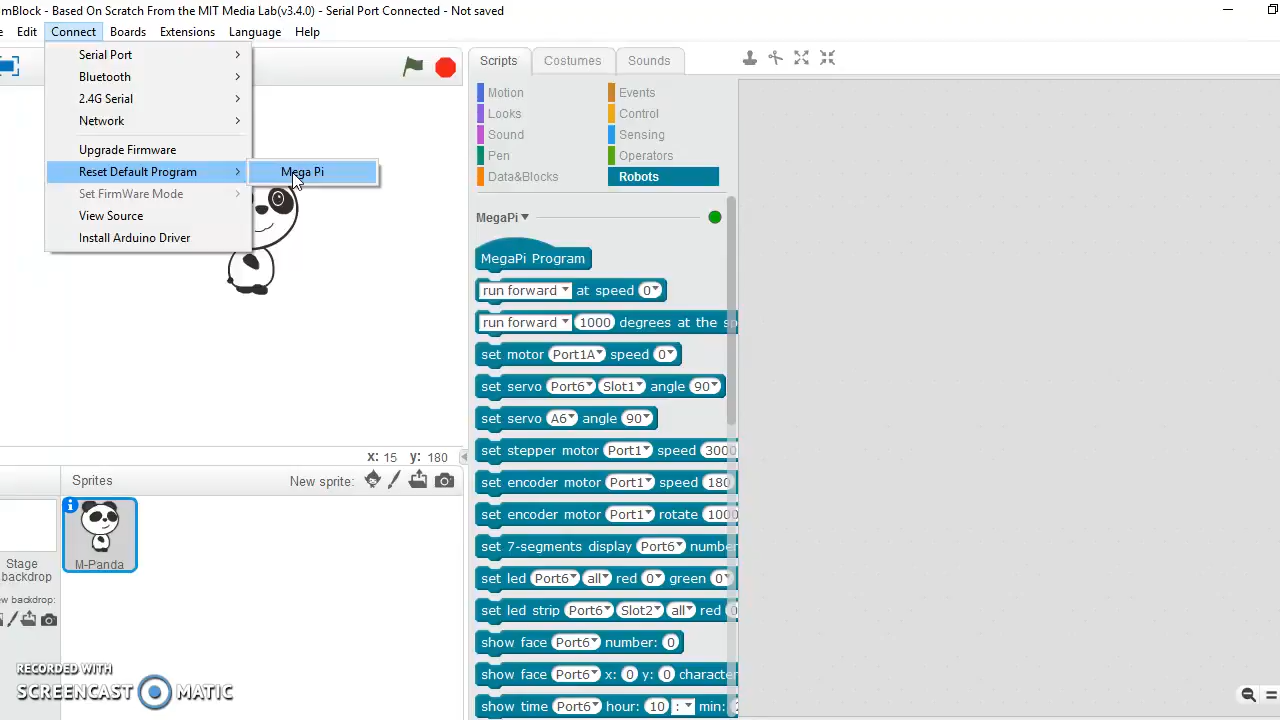 mBlock - Based On Scratch From the MIT Media Lab(v3.4.0) - Serial Port Connected - Not saved
Edit Connect Boards Extensions Language Help
Serial Port
Bluetooth
2.4G Serial
Network
Upgrade Firmware
Reset Default Program
Mega Pi
Set FirmWare Mode
View Source
Install Arduino Driver
X: 15 y: 180
Sprites New sprite:
M-Panda
Stage
backdrop
w backdrop:
Scripts Costumes Sounds
Motion Events
Looks Control
Sound Sensing
Pen Operators
Data&Blocks Robots
MegaPi
MegaPi Program
run forward at speed 0
run forward 1000 degrees at the sp
set motor Port1A speed 0
set servo Port6 Slot1 angle 90
set servo A6 angle 90
set stepper motor Port1 speed 3000
set encoder motor Port1 speed 180
set encoder motor Port1 rotate 1000
set 7-segments display Port6 number
set led Port6 all red 0 green 0
set led strip Port6 Slot2 all red 0
show face Port6 number: 0
show face Port6 x: 0 y: 0 character
show time Port6 hour: 10 : min:
RECORDED WITH
SCREENCAST MATIC